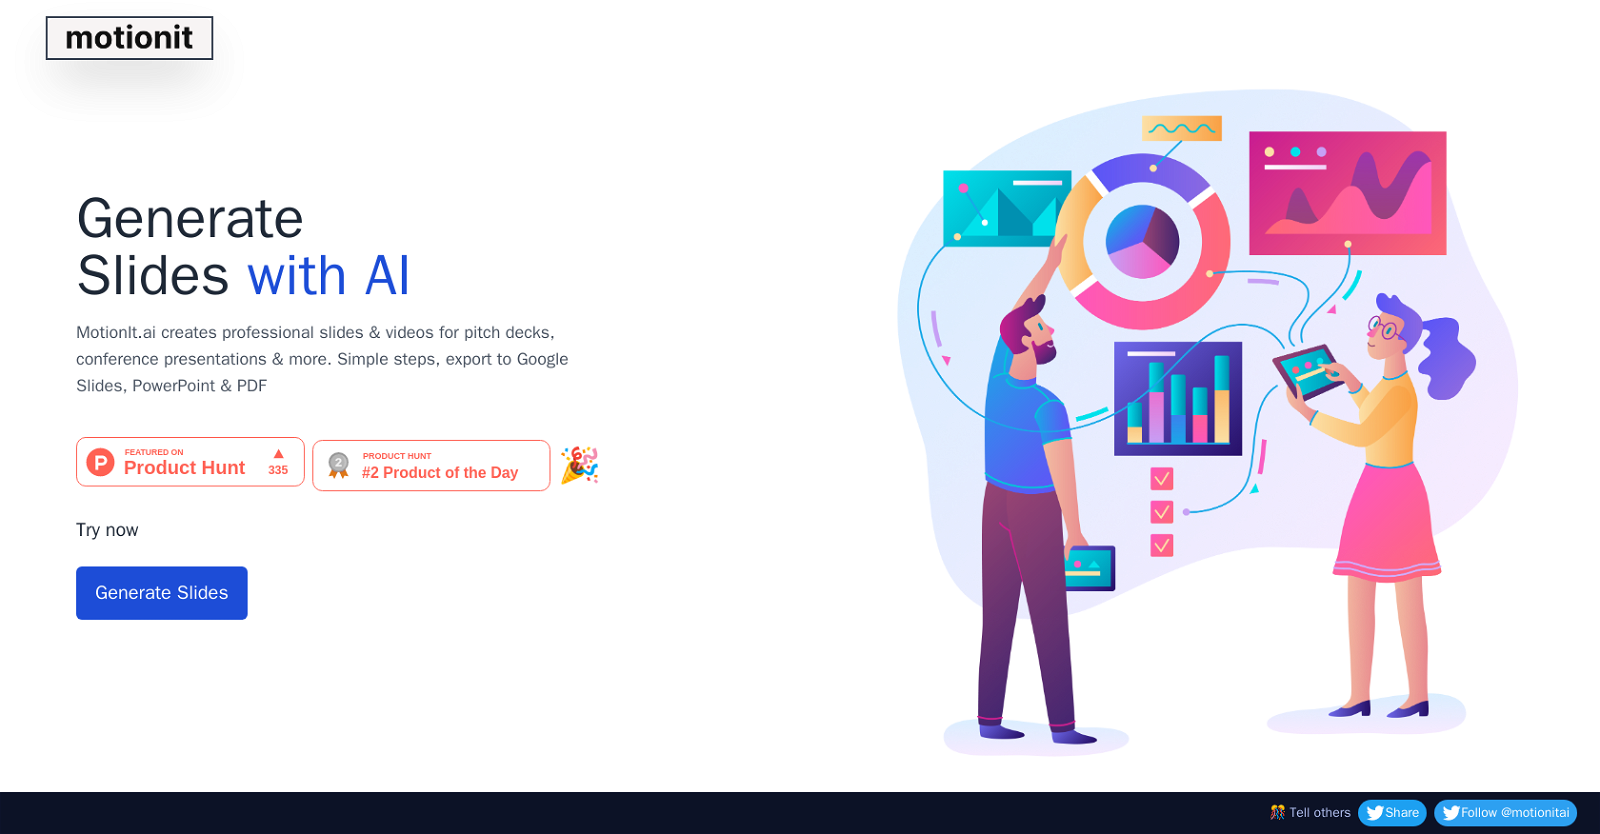 motionit
Generate
Slides with AI
MotionIt.ai creates professional slides & videos for pitch decks,
conference presentations & more. Simple steps, export to Google
Slides, PowerPoint & PDF
P
FEATURED ON
Product Hunt
▲
335
2
PRODUCT HUNT
#2 Product of the Day
🎉
Try now
Generate Slides
🎊 Tell others
Share
Follow @motionitai